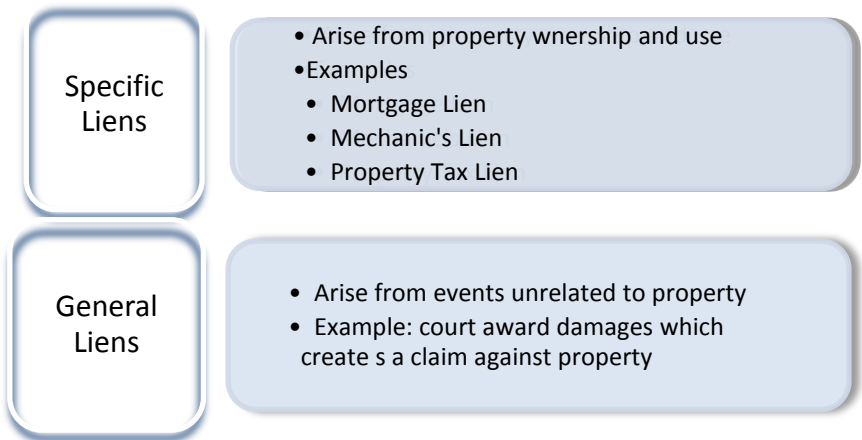 Specific
Liens
• Arise from property wnership and use
•Examples
• Mortgage Lien
• Mechanic's Lien
• Property Tax Lien
General
Liens
• Arise from events unrelated to property
• Example: court award damages which
create s a claim against property